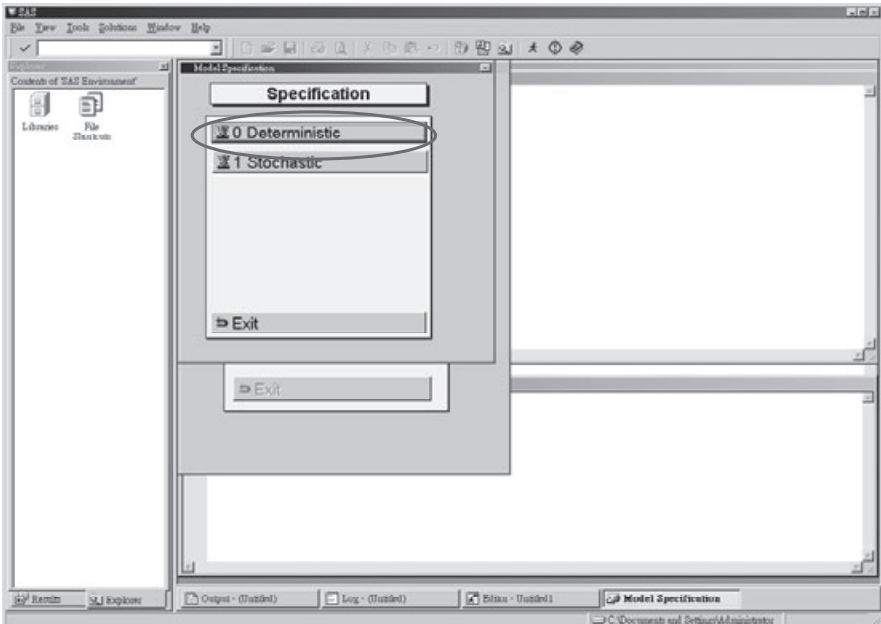 SAS
File View Tools Solutions Window Help
Explorer
Contents of 'SAS Environment'
Libraries
File Shortcuts
Model Specification
Specification
0 Deterministic
1 Stochastic
Exit
Exit
Results
Explorer
Output - (Untitled)
Log - (Untitled)
Editor - Untitled1
Model Specification
C:\Documents and Settings\Administrator